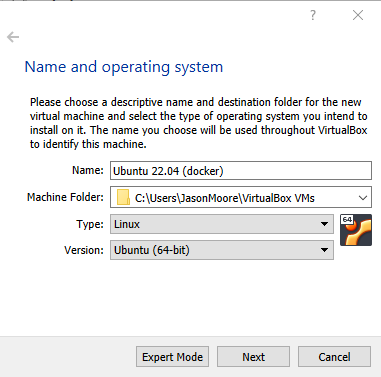 ?
Name and operating system
Please choose a descriptive name and destination folder for the new
virtual machine and select the type of operating system you intend to
install on it. The name you choose will be used throughout VirtualBox
to identify this machine.
Name: Ubuntu 22.04 (docker)
Machine Folder: C:\Users\JasonMoore\VirtualBox VMs
Type: Linux
64
Version: Ubuntu (64-bit)
Expert Mode Next Cancel